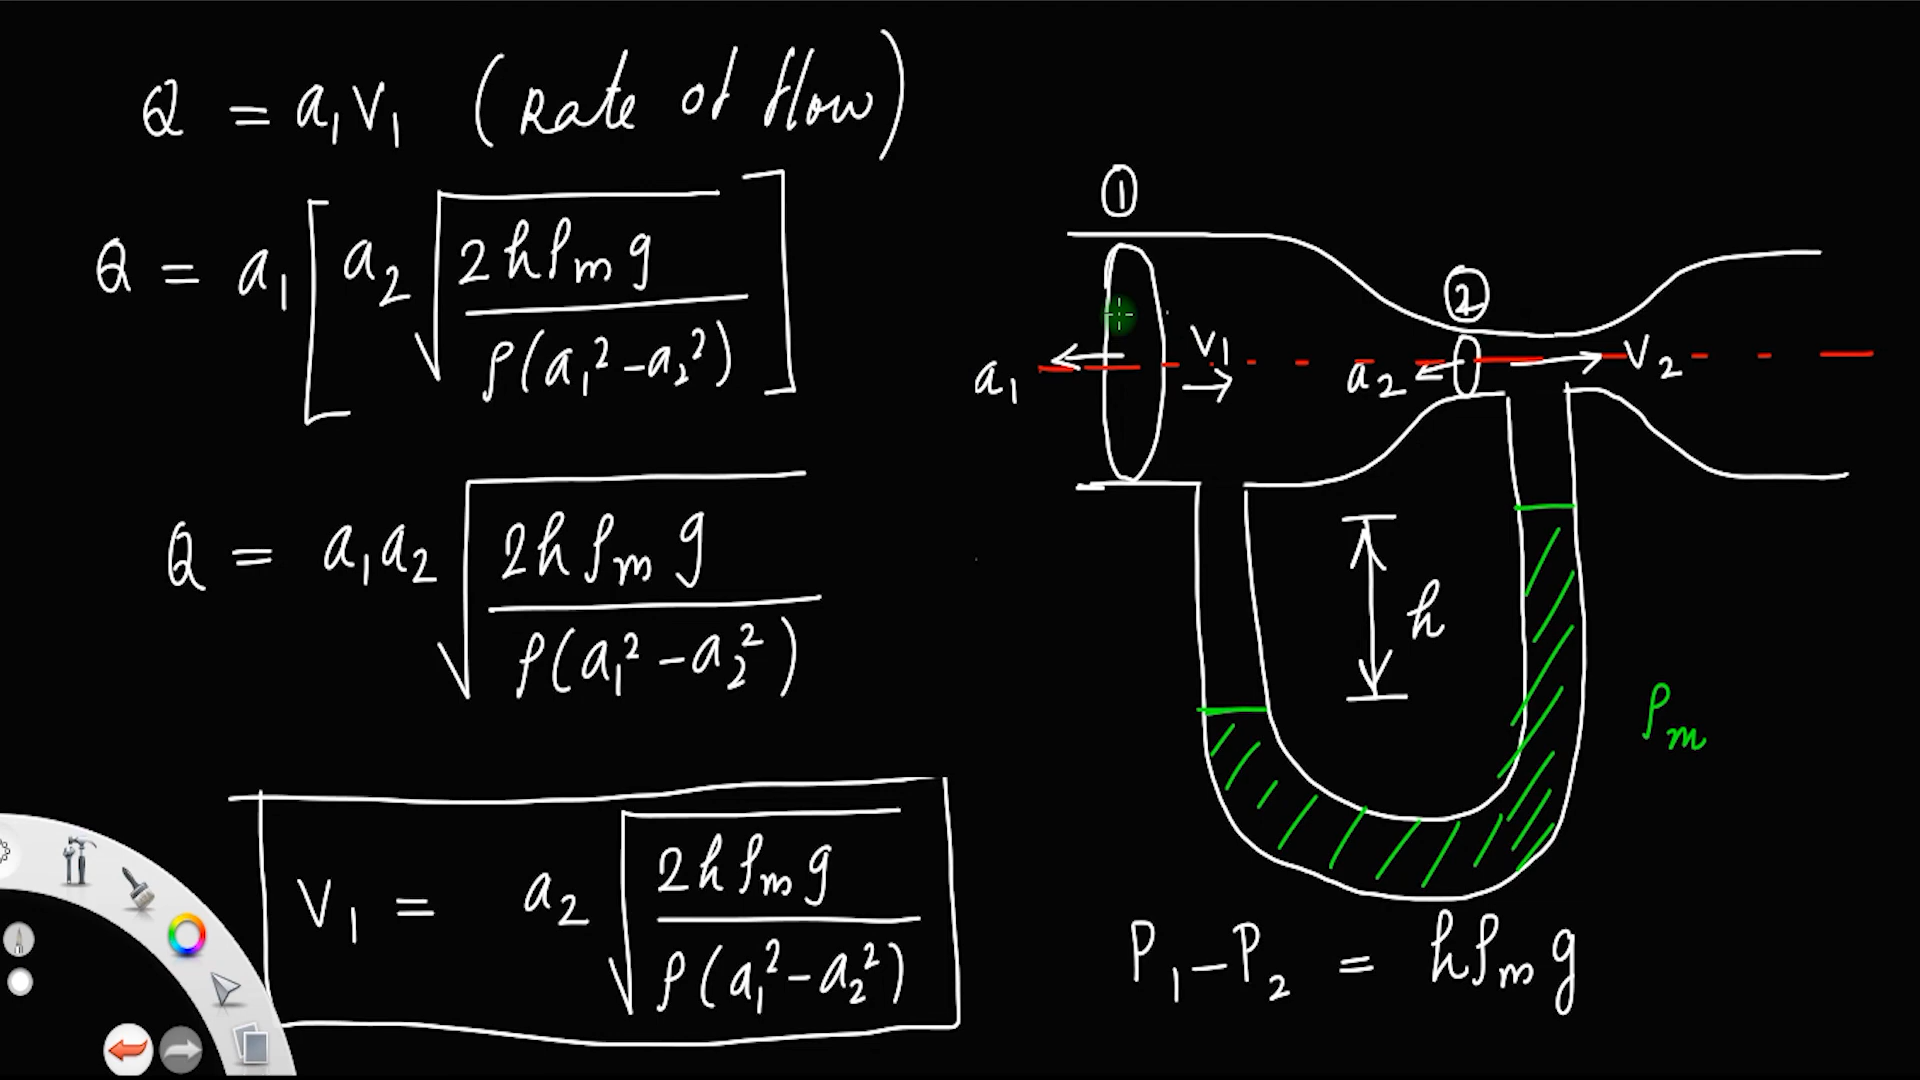 Q = a₁v₁ (Rate of flow)
Q = a₁ [ a₂ √(2hρₘg / ρ(a₁² - a₂²)) ]
Q = a₁a₂ √(2hρₘg / ρ(a₁² - a₂²))
v₁ = a₂ √(2hρₘg / ρ(a₁² - a₂²))
①
②
a₁
v₁
a₂
v₂
h
ρₘ
P₁ - P₂ = hρₘg